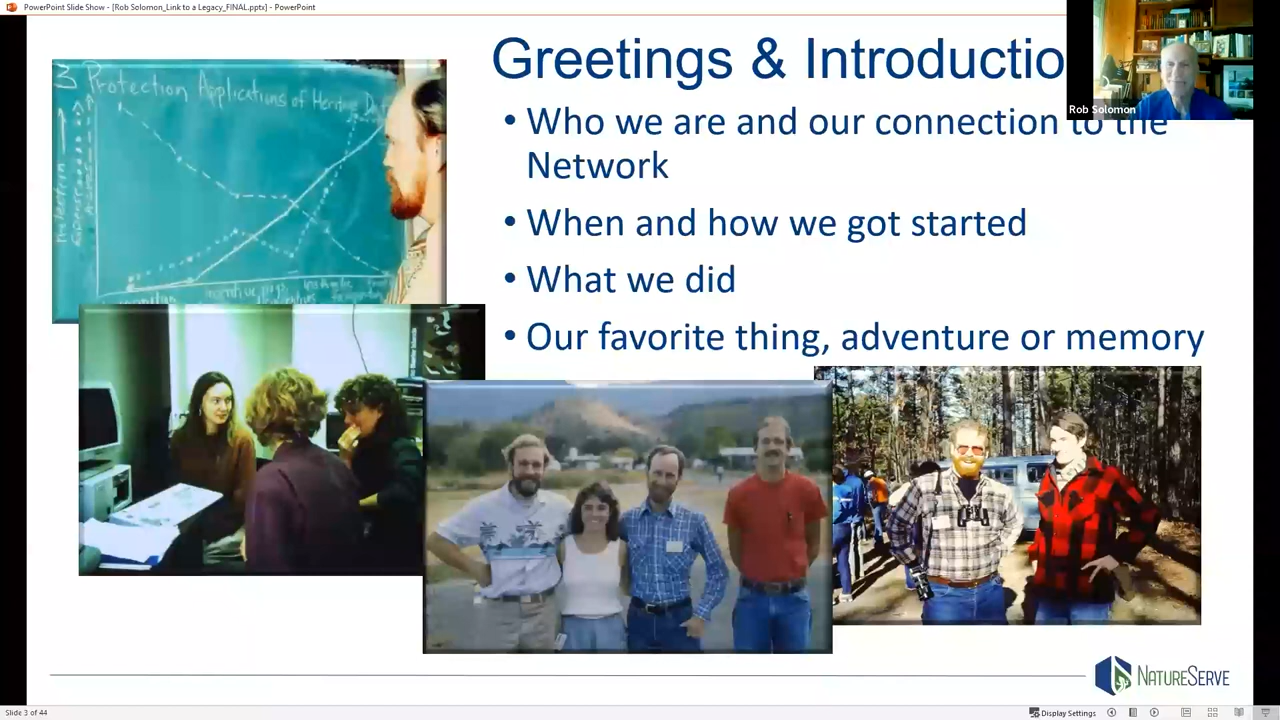 PowerPoint Slide Show - [Rob Solomon_Link to a Legacy_FINAL.pptx] - PowerPoint
Greetings & Introductio
Rob Solomon
• Who we are and our connection to the
Network
• When and how we got started
• What we did
• Our favorite thing, adventure or memory
3 Protection Applications of Heritage
NATURESERVE
Slide 3 of 44
Display Settings